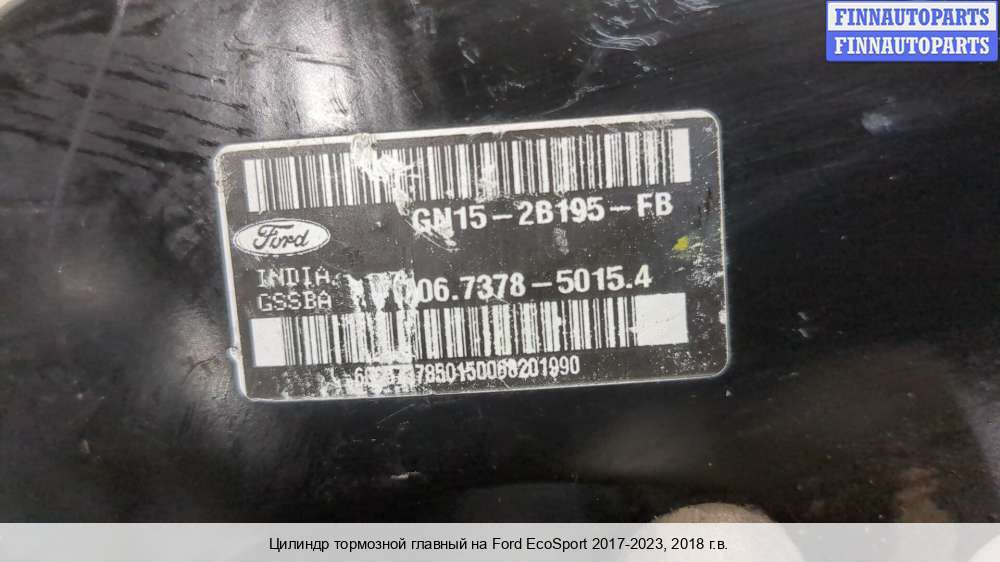 FINNAUTOPARTS
FINNAUTOPARTS
GN15-2B195-FB
Ford
INDIA
GSSBA
06.7378-5015.4
Цилиндр тормозной главный на Ford EcoSport 2017-2023, 2018 г.в.